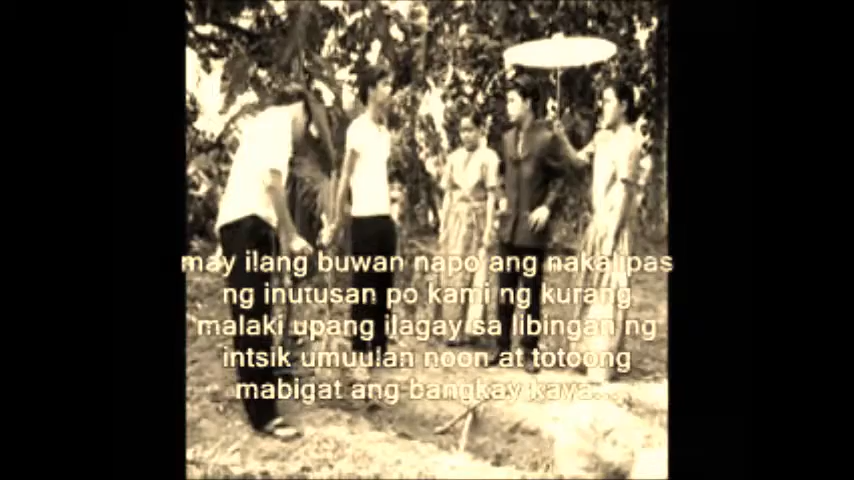 may ilang buwan napo ang nakalipas
ng inutusan po kami ng kurang
malaki upang ilagay sa libingan ng
intsik umuulan noon at totoong
mabigat ang bangkay kaya...